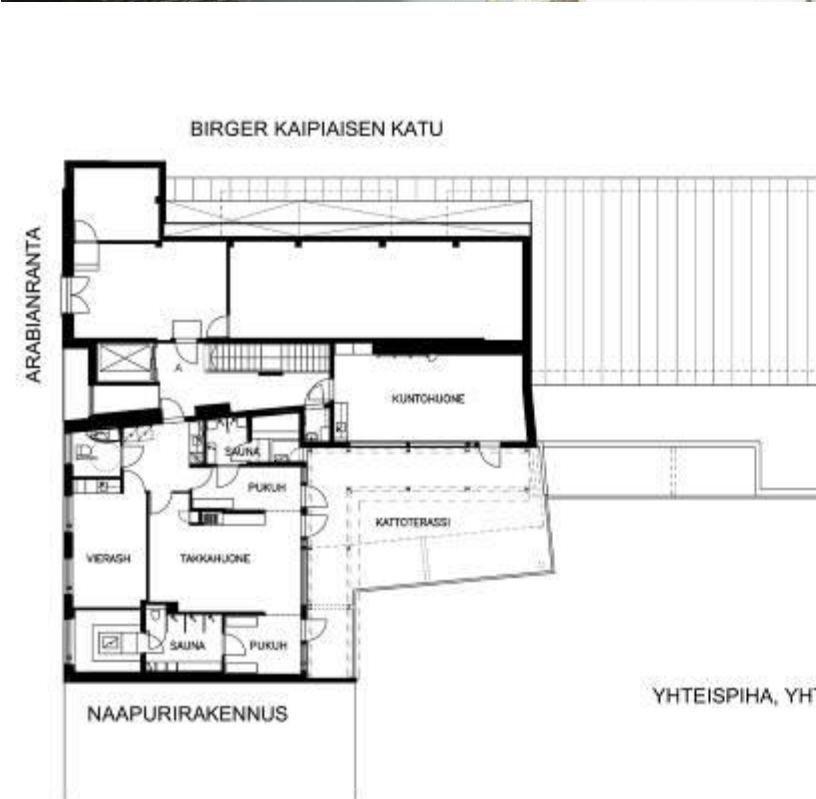 BIRGER KAIPIAISEN KATU
ARABIANRANTA
A
KUNTOHUONE
SAUNA
PUKUH
KATTOTERASSI
VIERASH
TAKKAHUONE
SAUNA
PUKUH
YHTEISPIHA, YHT
NAAPURIRAKENNUS